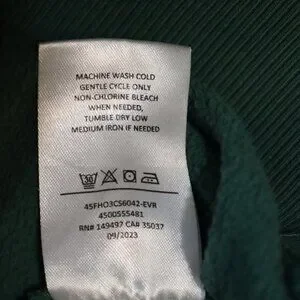 MACHINE WASH COLD
GENTLE CYCLE ONLY
NON-CHLORINE BLEACH
WHEN NEEDED,
TUMBLE DRY LOW
MEDIUM IRON IF NEEDED
30
45FHO3CS6042-EVR
4500555481
RN# 149497 CA# 35037
09/2023